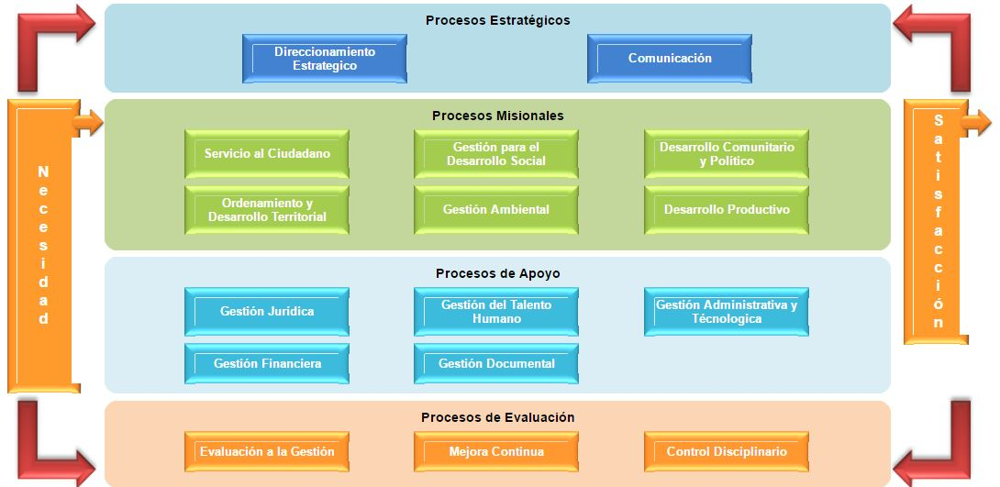 Procesos Estratégicos
Direccionamiento
Estrategico
Comunicación
Necesidad
Procesos Misionales
Servicio al Ciudadano
Gestión para el
Desarrollo Social
Desarrollo Comunitario
y Político
Ordenamiento y
Desarrollo Territorial
Gestión Ambiental
Desarrollo Productivo
Satisfacción
Procesos de Apoyo
Gestión Jurídica
Gestión del Talento
Humano
Gestión Administrativa y
Técnologica
Gestión Financiera
Gestión Documental
Procesos de Evaluación
Evaluación a la Gestión
Mejora Continua
Control Disciplinario